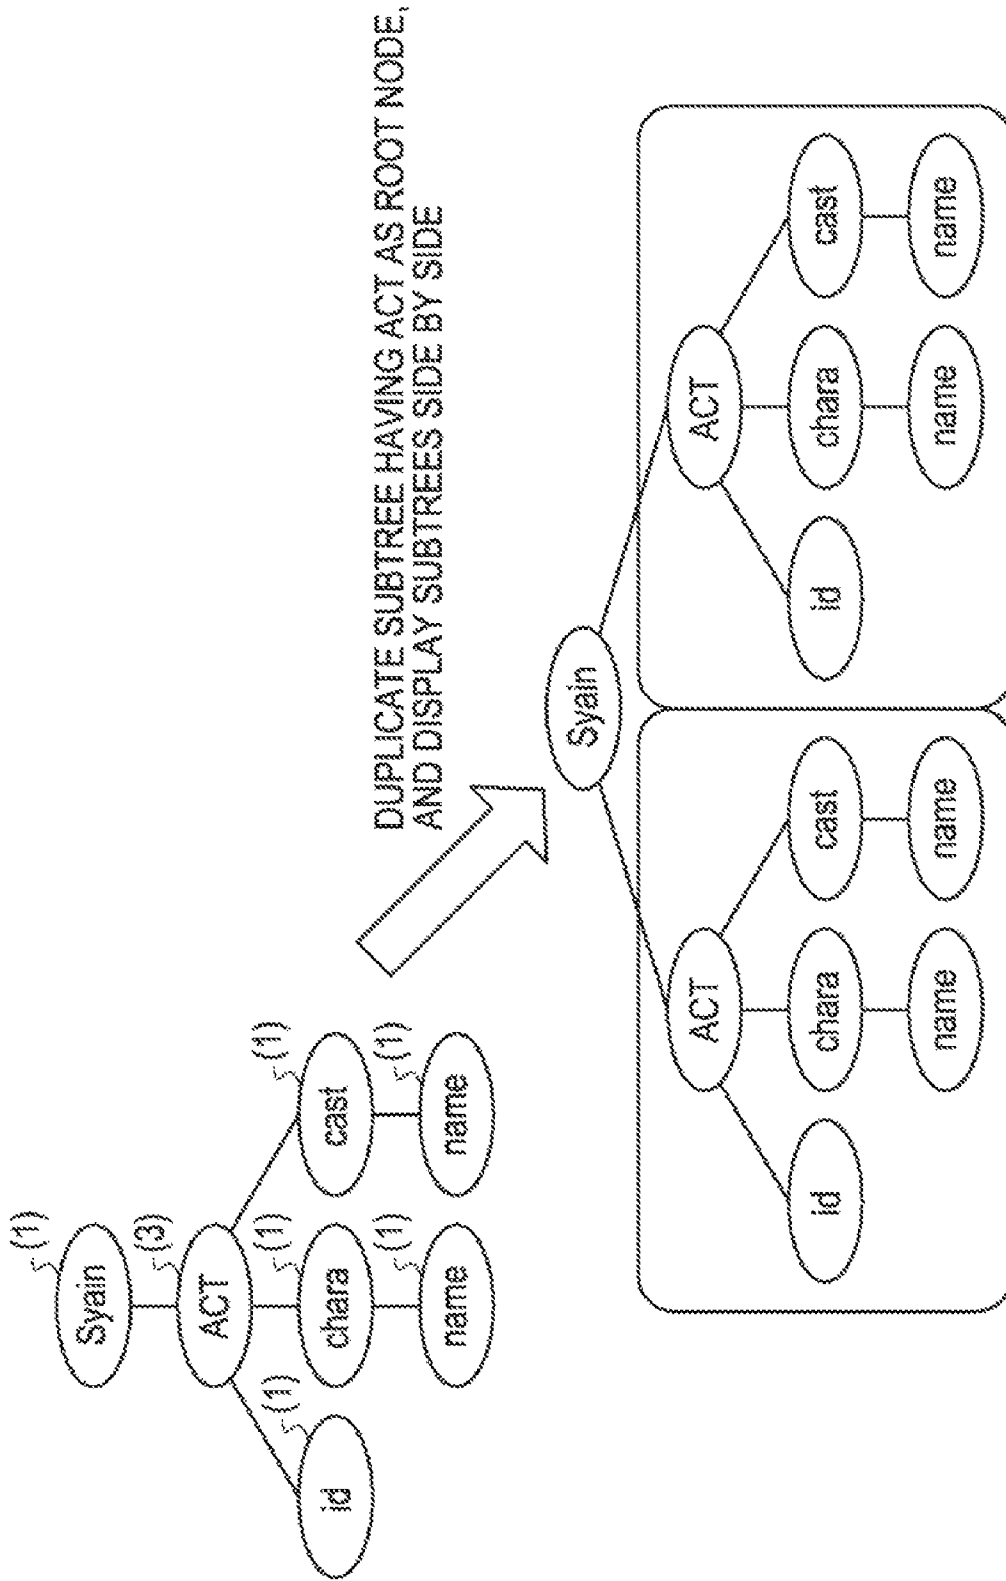 Syain
(1)
ACT
(3)
id
(1)
chara
(1)
cast
(1)
name
(1)
name
(1)
DUPLICATE SUBTREE HAVING ACT AS ROOT NODE,
AND DISPLAY SUBTREES SIDE BY SIDE
Syain
ACT
ACT
id
chara
cast
id
chara
cast
name
name
name
name